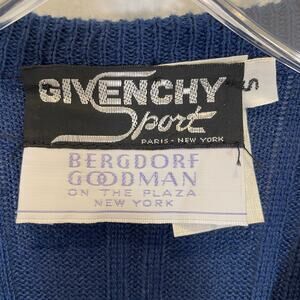 GIVENCHY
Sport
PARIS - NEW YORK
S
BERGDORF
GOODMAN
ON THE PLAZA
NEW YORK